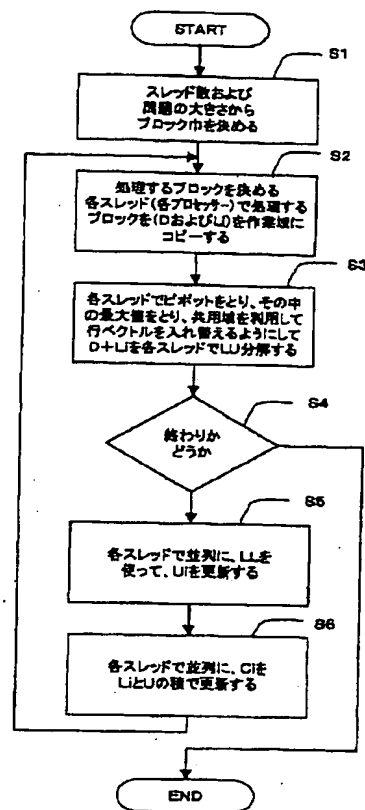 START
S1
スレッド数および
問題の大きさから
ブロック巾を決める
S2
処理するブロックを決める
各スレッド(各プロセッサー)で処理する
ブロックを(DおよびLi)を作業域に
コピーする
S3
各スレッドでピボットをとり、その中
の最大値をとり、共用域を利用して
行ベクトルを入れ替えるようにして
D+Liを各スレッドでLU分解する
S4
終わりか
どうか
S5
各スレッドで並列に、LLを
使って、Uiを更新する
S6
各スレッドで並列に、Ciを
LiとUの積で更新する
END